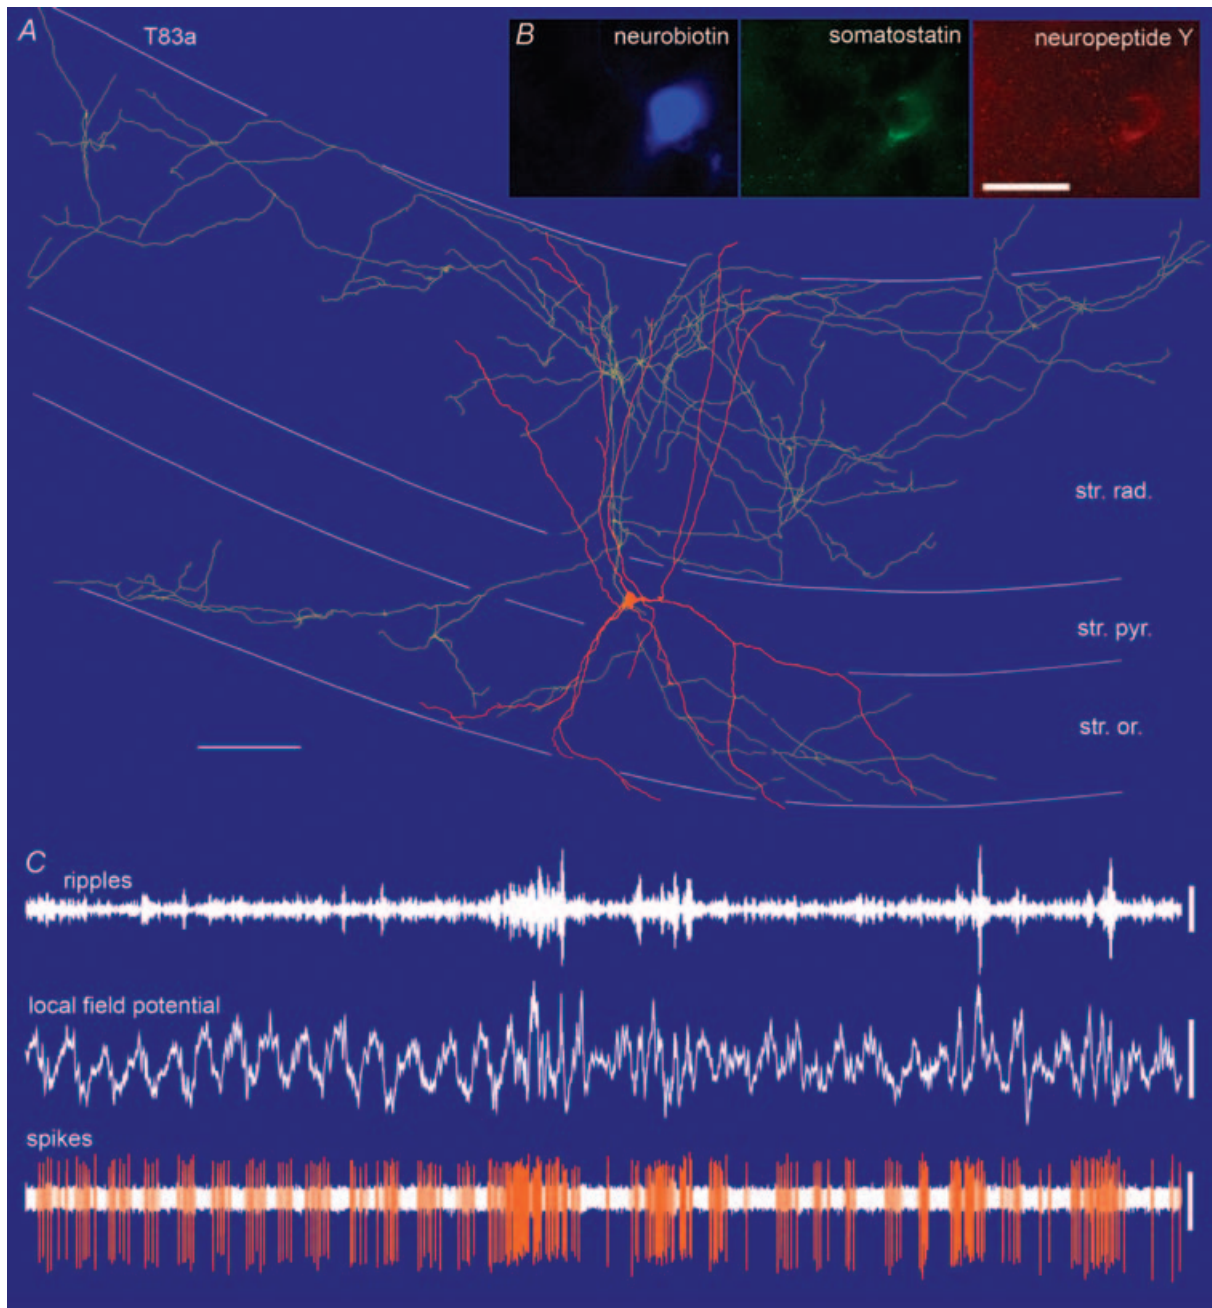 A
T83a
B
neurobiotin
somatostatin
neuropeptide Y
str. rad.
str. pyr.
str. or.
C
ripples
local field potential
spikes